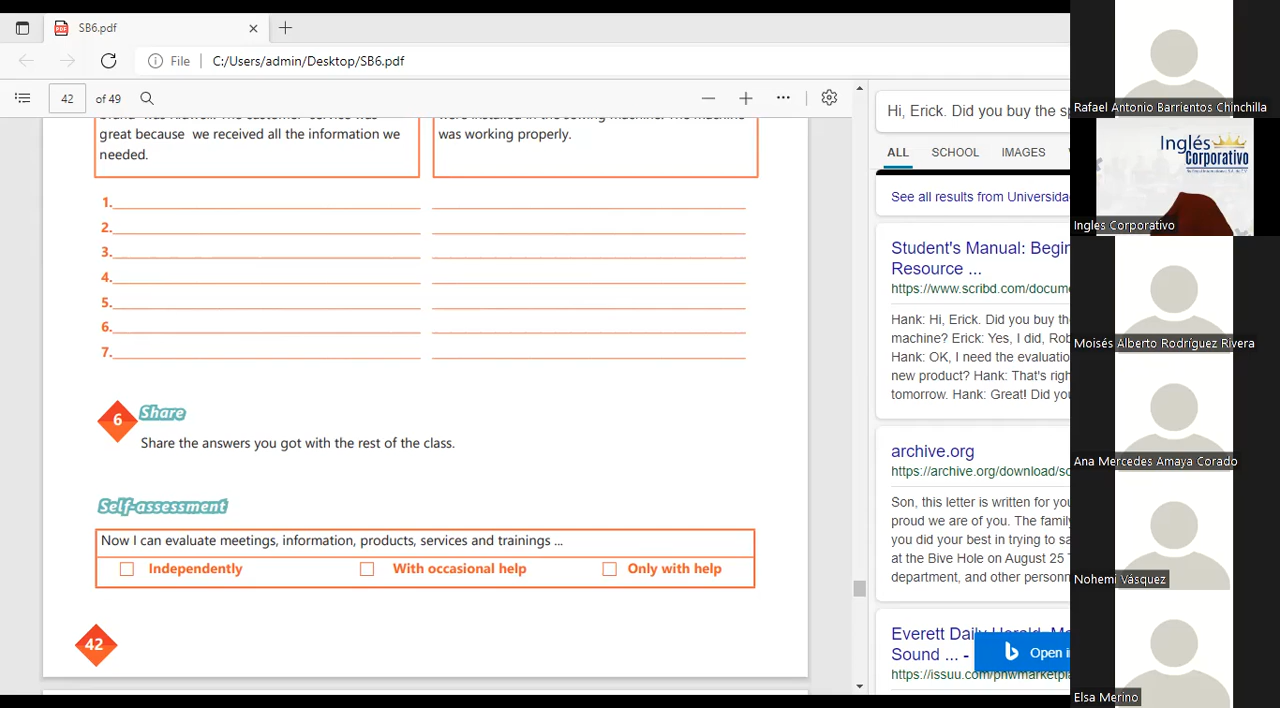 SB6.pdf
File
C:/Users/admin/Desktop/SB6.pdf
42
of 49
great because we received all the information we
needed.
was working properly.
1.
2.
3.
4.
5.
6.
7.
6
Share
Share the answers you got with the rest of the class.
Self-assessment
Now I can evaluate meetings, information, products, services and trainings ...
Independently
With occasional help
Only with help
42
Hi, Erick. Did you buy the sp
ALL
SCHOOL
IMAGES
See all results from Universida
Student's Manual: Begin
Resource ...
https://www.scribd.com/docume
Hank: Hi, Erick. Did you buy the
machine? Erick: Yes, I did, Rob
Hank: OK, I need the evaluation
new product? Hank: That's righ
tomorrow. Hank: Great! Did you
archive.org
https://archive.org/download/sc
Son, this letter is written for you
proud we are of you. The family
you did your best in trying to sa
at the Bive Hole on August 25 T
department, and other personn
Everett Daily Herald, Ma
Sound ... -
https://issuu.com/pnwmarketpla
Open i
Rafael Antonio Barrientos Chinchilla
Inglés
Corporativo
Ingles Corporativo
Moisés Alberto Rodríguez Rivera
Ana Mercedes Amaya Corado
Nohemi Vásquez
Elsa Merino